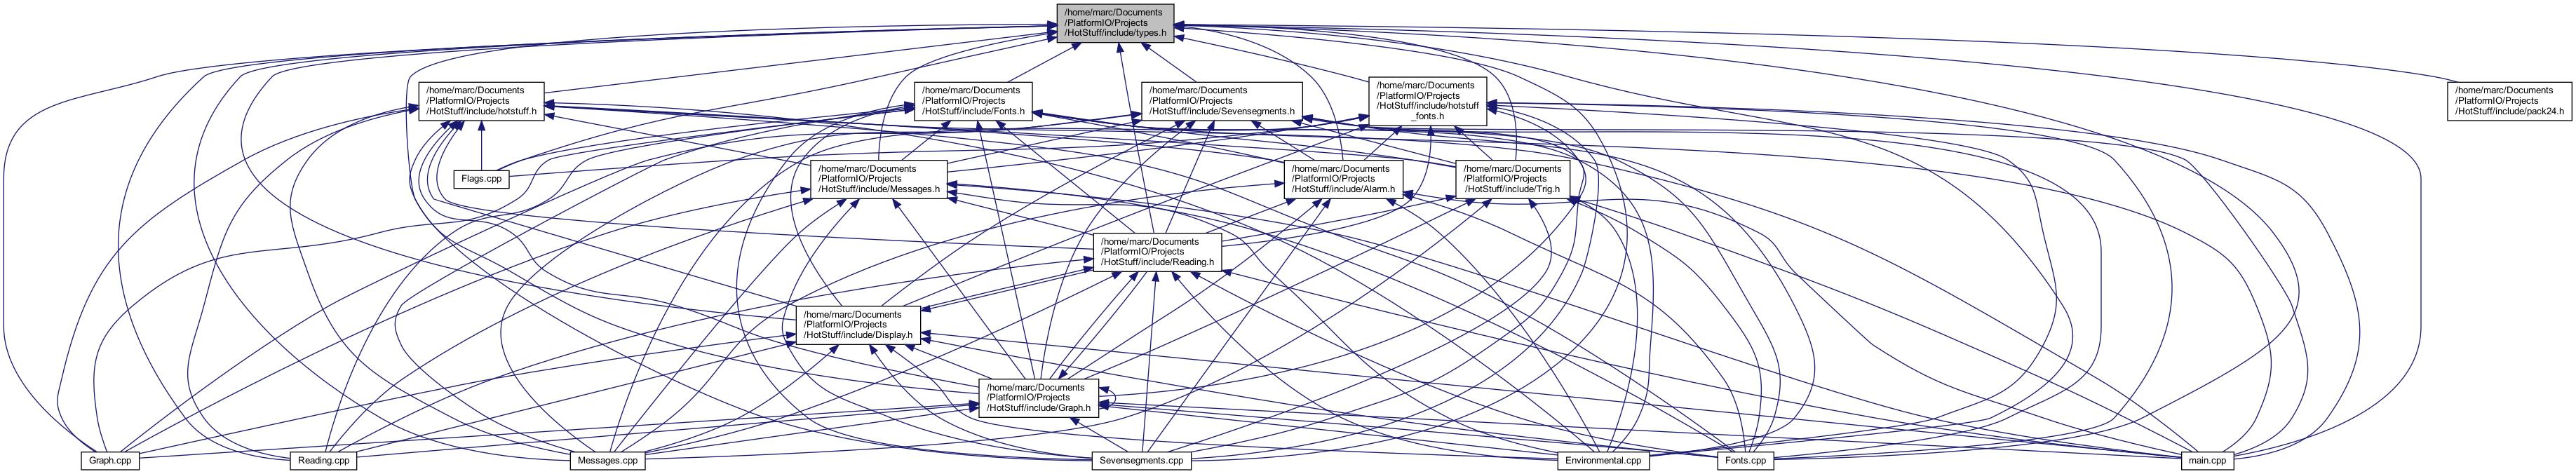 /home/marc/Documents
/PlatformIO/Projects
/HotStuff/include/types.h
/home/marc/Documents
/PlatformIO/Projects
/HotStuff/include/hotstuff.h
/home/marc/Documents
/PlatformIO/Projects
/HotStuff/include/Fonts.h
/home/marc/Documents
/PlatformIO/Projects
/HotStuff/include/Sevensegments.h
/home/marc/Documents
/PlatformIO/Projects
/HotStuff/include/hotstuff
_fonts.h
/home/marc/Documents
/PlatformIO/Projects
/HotStuff/include/pack24.h
Flags.cpp
/home/marc/Documents
/PlatformIO/Projects
/HotStuff/include/Messages.h
/home/marc/Documents
/PlatformIO/Projects
/HotStuff/include/Alarm.h
/home/marc/Documents
/PlatformIO/Projects
/HotStuff/include/Trig.h
/home/marc/Documents
/PlatformIO/Projects
/HotStuff/include/Reading.h
/home/marc/Documents
/PlatformIO/Projects
/HotStuff/include/Display.h
/home/marc/Documents
/PlatformIO/Projects
/HotStuff/include/Graph.h
Graph.cpp
Reading.cpp
Messages.cpp
Sevensegments.cpp
Environmental.cpp
Fonts.cpp
main.cpp